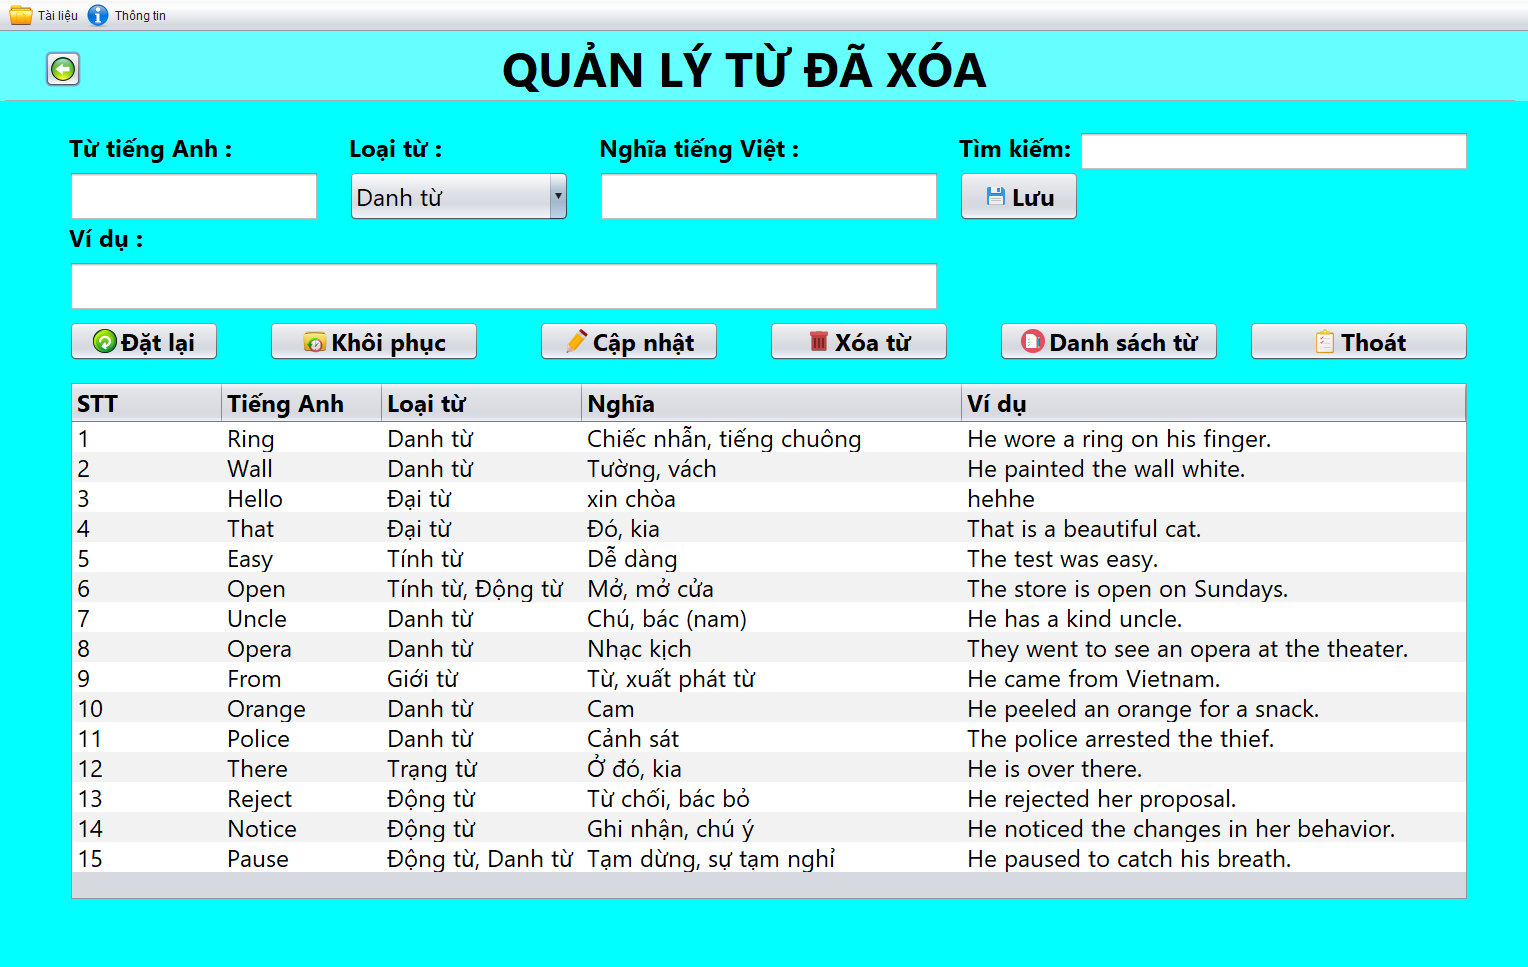 Tài liệu Thông tin
QUẢN LÝ TỪ ĐÃ XÓA
Từ tiếng Anh : Loại từ : Nghĩa tiếng Việt : Tìm kiếm:
Danh từ Lưu
Ví dụ :
Đặt lại Khôi phục Cập nhật Xóa từ Danh sách từ Thoát
STT Tiếng Anh Loại từ Nghĩa Ví dụ
1 Ring Danh từ Chiếc nhẫn, tiếng chuông He wore a ring on his finger.
2 Wall Danh từ Tường, vách He painted the wall white.
3 Hello Đại từ xin chòa hehhe
4 That Đại từ Đó, kia That is a beautiful cat.
5 Easy Tính từ Dễ dàng The test was easy.
6 Open Tính từ, Động từ Mở, mở cửa The store is open on Sundays.
7 Uncle Danh từ Chú, bác (nam) He has a kind uncle.
8 Opera Danh từ Nhạc kịch They went to see an opera at the theater.
9 From Giới từ Từ, xuất phát từ He came from Vietnam.
10 Orange Danh từ Cam He peeled an orange for a snack.
11 Police Danh từ Cảnh sát The police arrested the thief.
12 There Trạng từ Ở đó, kia He is over there.
13 Reject Động từ Từ chối, bác bỏ He rejected her proposal.
14 Notice Động từ Ghi nhận, chú ý He noticed the changes in her behavior.
15 Pause Động từ, Danh từ Tạm dừng, sự tạm nghỉ He paused to catch his breath.